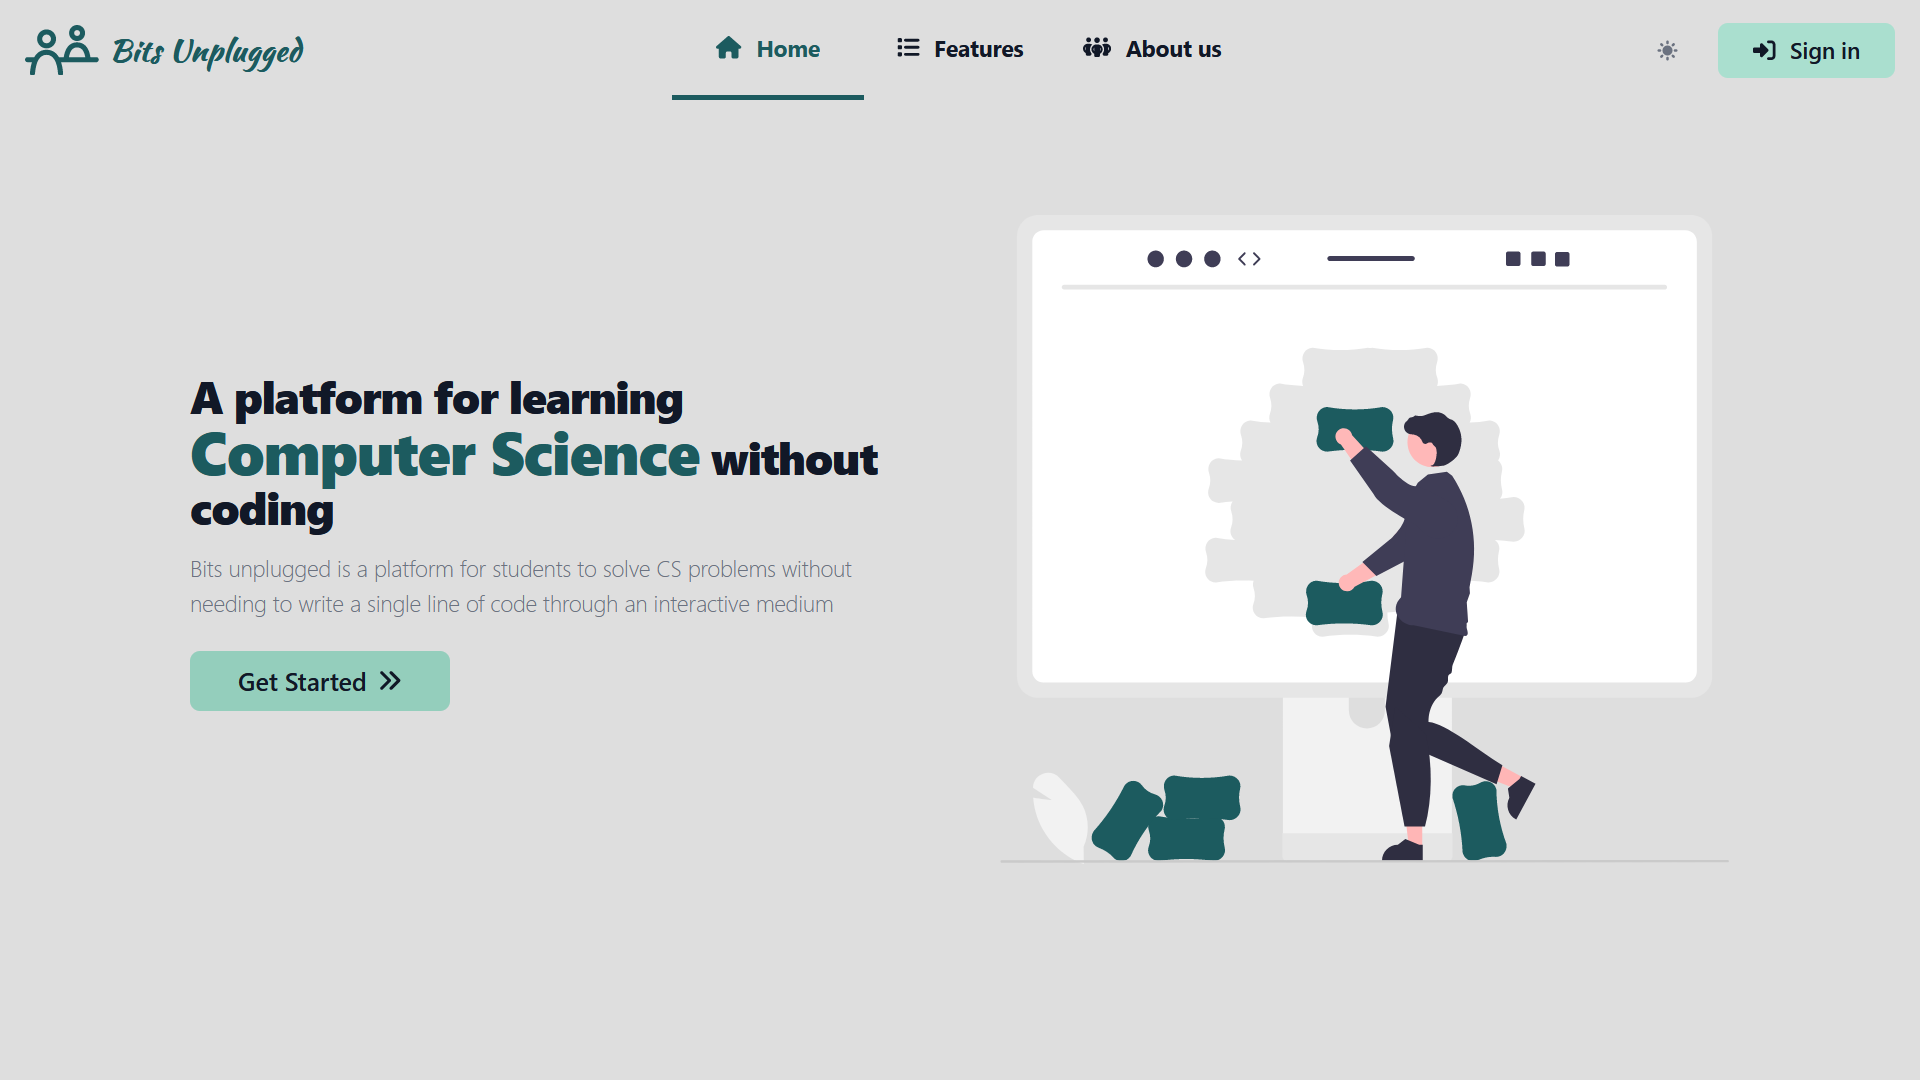 Bits Unplugged
Home
Features
About us
Sign in
A platform for learning
Computer Science without
coding
Bits unplugged is a platform for students to solve CS problems without
needing to write a single line of code through an interactive medium
Get Started